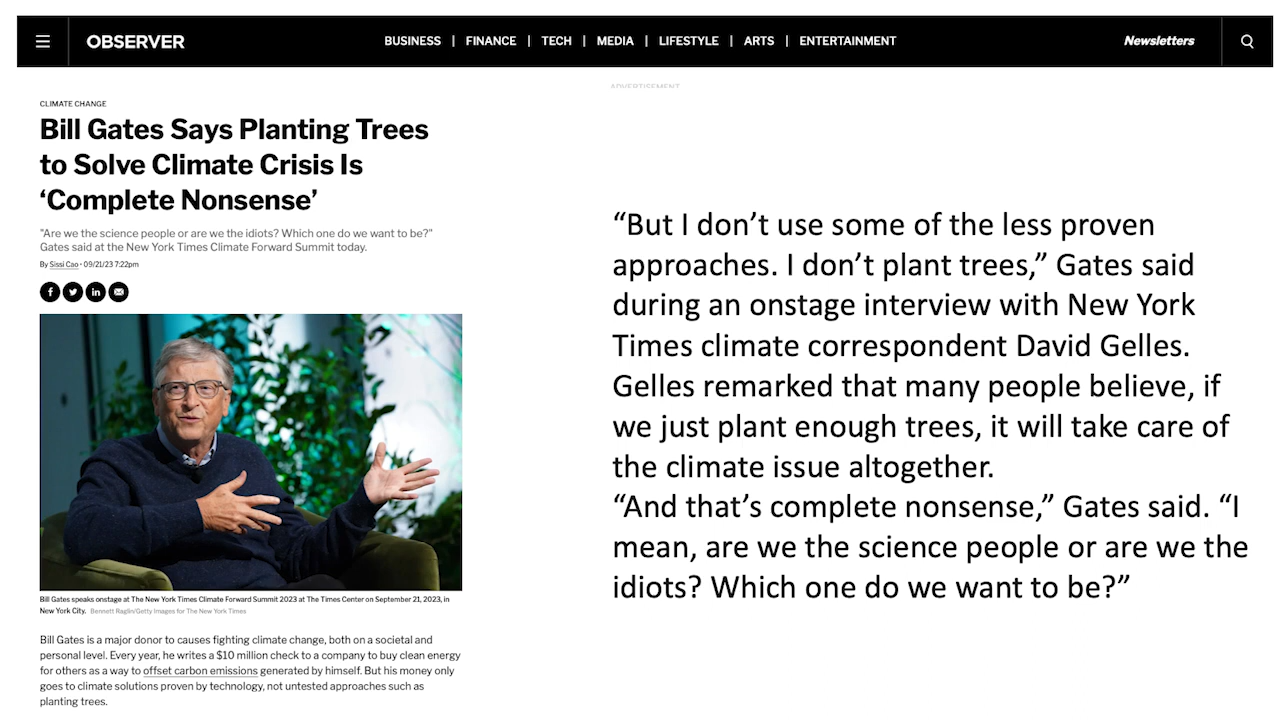 OBSERVER
BUSINESS | FINANCE | TECH | MEDIA | LIFESTYLE | ARTS | ENTERTAINMENT
Newsletters
ADVERTISEMENT
CLIMATE CHANGE
Bill Gates Says Planting Trees
to Solve Climate Crisis Is
‘Complete Nonsense’
"Are we the science people or are we the idiots? Which one do we want to be?"
Gates said at the New York Times Climate Forward Summit today.
By Sissi Cao • 09/21/23 7:22pm
Bill Gates speaks onstage at The New York Times Climate Forward Summit 2023 at The Times Center on September 21, 2023, in
New York City. Bennett Raglin/Getty Images for The New York Times
Bill Gates is a major donor to causes fighting climate change, both on a societal and
personal level. Every year, he writes a $10 million check to a company to buy clean energy
for others as a way to offset carbon emissions generated by himself. But his money only
goes to climate solutions proven by technology, not untested approaches such as
planting trees.
“But I don’t use some of the less proven
approaches. I don’t plant trees,” Gates said
during an onstage interview with New York
Times climate correspondent David Gelles.
Gelles remarked that many people believe, if
we just plant enough trees, it will take care of
the climate issue altogether.
“And that’s complete nonsense,” Gates said. “I
mean, are we the science people or are we the
idiots? Which one do we want to be?”